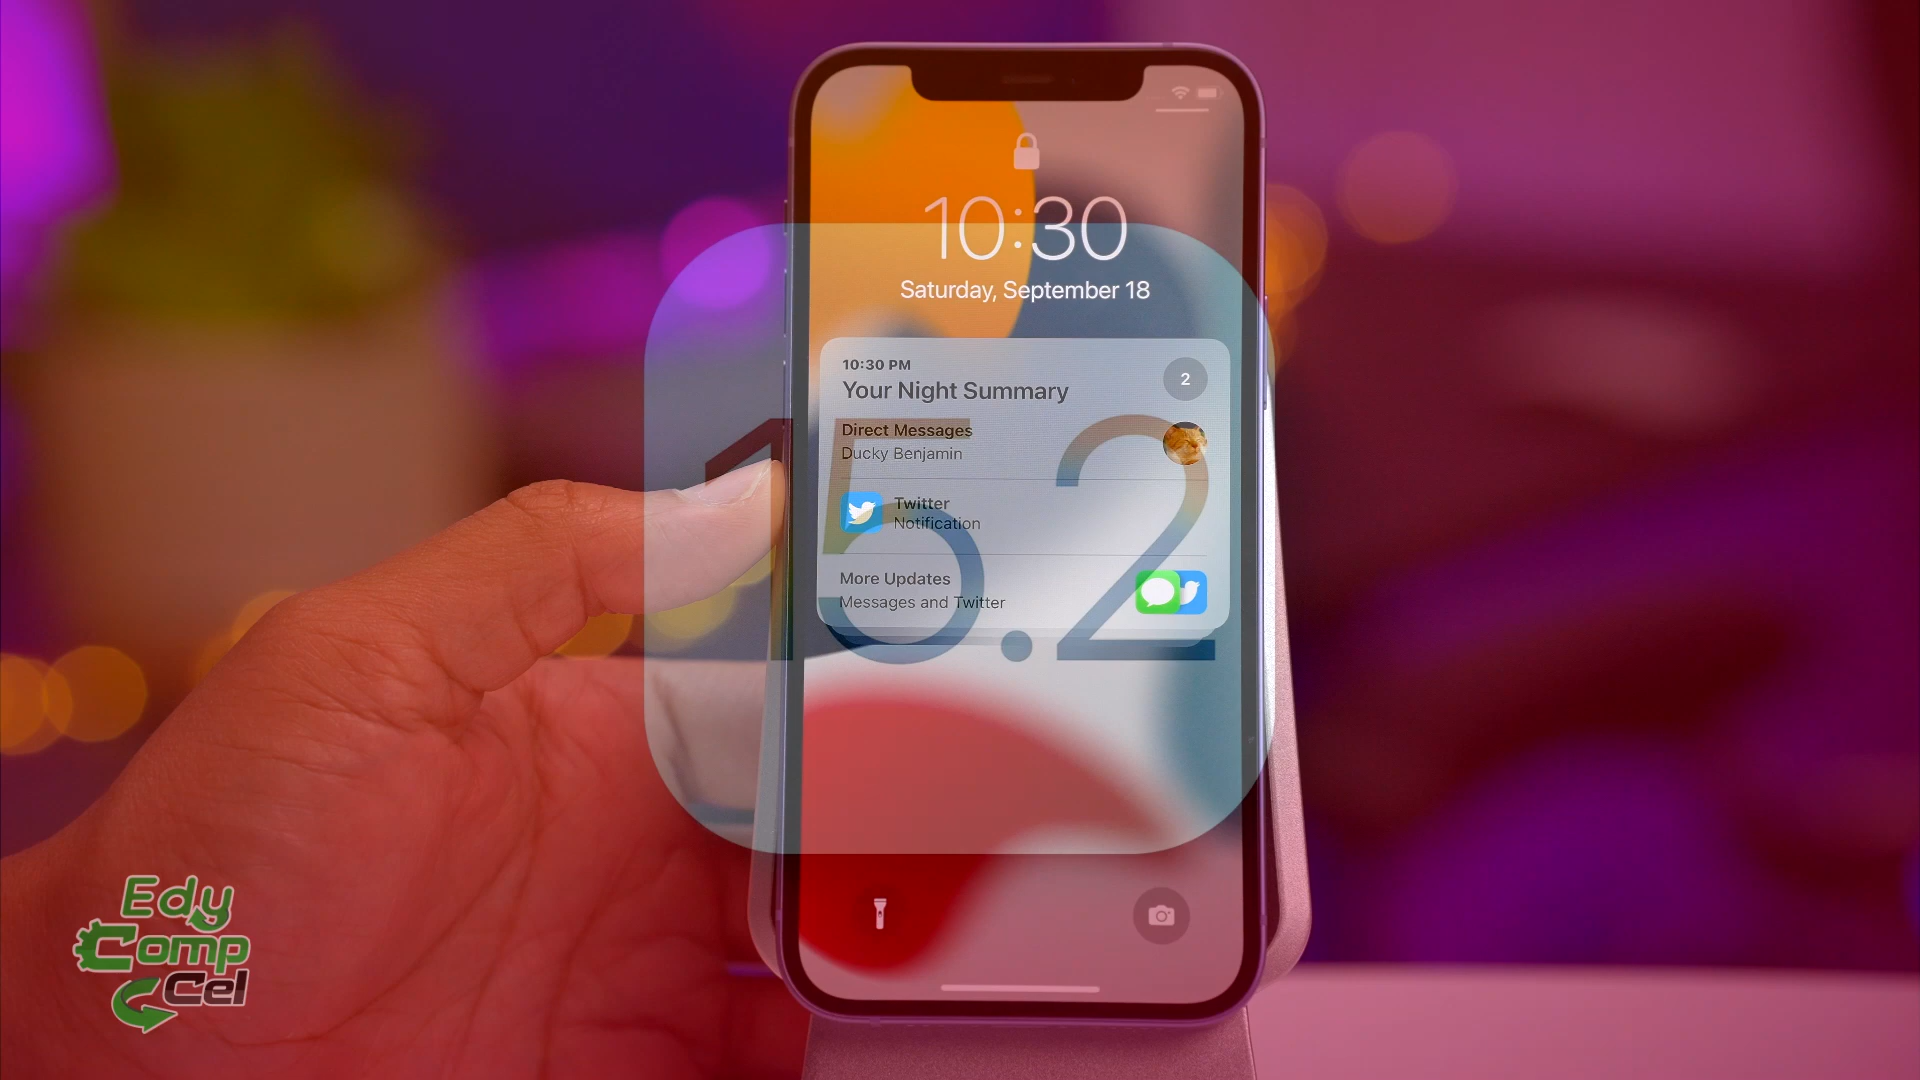 10:30
Saturday, September 18
10:30 PM
Your Night Summary
2
Direct Messages
Ducky Benjamin
Twitter
Notification
More Updates
Messages and Twitter
15.2
Edy
Comp
Cel